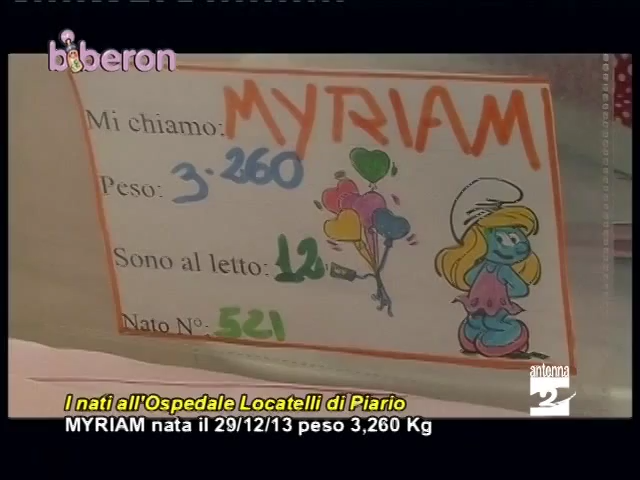 biberon
Mi chiamo: MYRIAM
Peso: 3.260
Sono al letto: 12
Nato N°: 521
antenna
2
I nati all'Ospedale Locatelli di Piario
MYRIAM nata il 29/12/13 peso 3,260 Kg